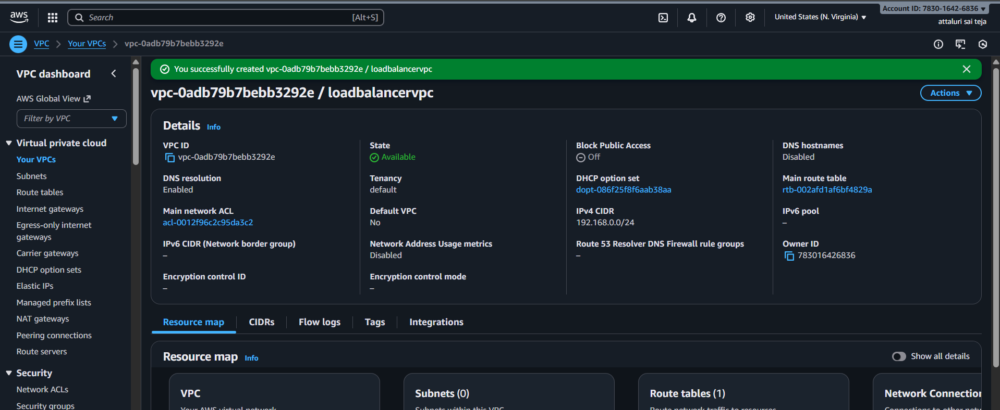 aws
Search
[Alt+S]
United States (N. Virginia)
Account ID: 7830-1642-6836
attaluri sai teja
VPC
Your VPCs
vpc-0adb79b7bebb3292e
VPC dashboard
AWS Global View
Filter by VPC
Virtual private cloud
Your VPCs
Subnets
Route tables
Internet gateways
Egress-only internet
gateways
Carrier gateways
DHCP option sets
Elastic IPs
Managed prefix lists
NAT gateways
Peering connections
Route servers
Security
Network ACLs
Security groups
You successfully created vpc-0adb79b7bebb3292e / loadbalancervpc
vpc-0adb79b7bebb3292e / loadbalancervpc
Actions
Details Info
VPC ID
vpc-0adb79b7bebb3292e
State
Available
Block Public Access
Off
DNS hostnames
Disabled
DNS resolution
Enabled
Tenancy
default
DHCP option set
dopt-086f25f8f6aab38aa
Main route table
rtb-002afd1af6bf4829a
Main network ACL
acl-0012f96c2c95da3c2
Default VPC
No
IPv4 CIDR
192.168.0.0/24
IPv6 pool
–
IPv6 CIDR (Network border group)
–
Network Address Usage metrics
Disabled
Route 53 Resolver DNS Firewall rule groups
–
Owner ID
783016426836
Encryption control ID
–
Encryption control mode
–
Resource map
CIDRs
Flow logs
Tags
Integrations
Resource map Info
Show all details
VPC
Your AWS virtual network
Subnets (0)
Subnets within this VPC
Route tables (1)
Route network traffic to resources
Network Connection
Connections to other netw